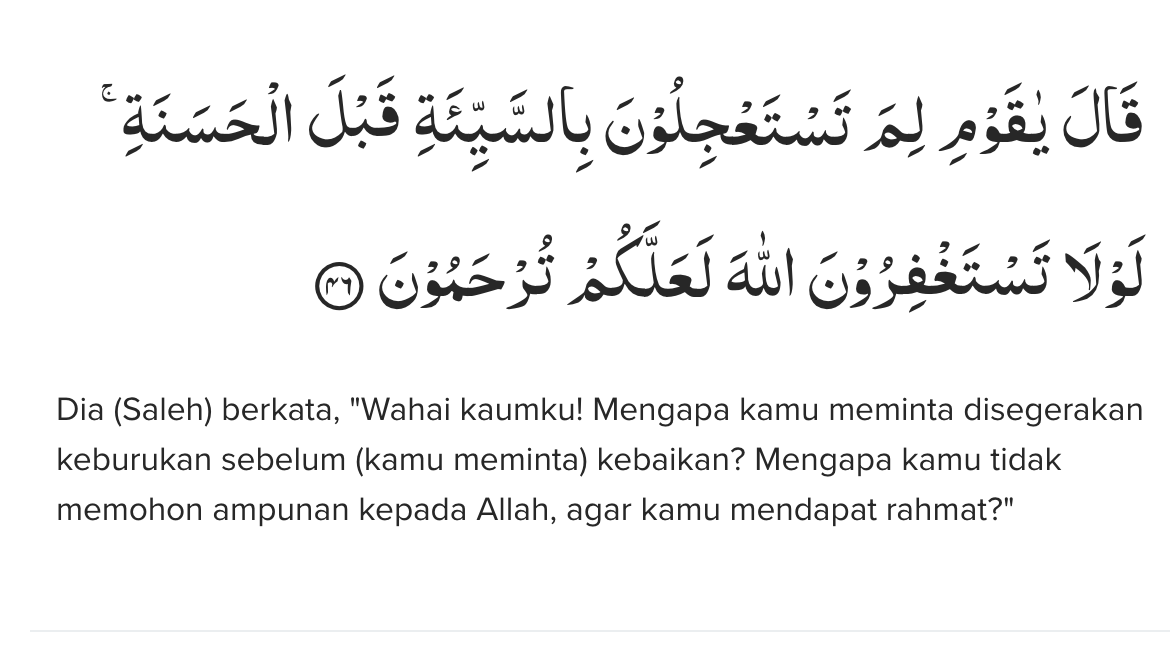 قَالَ يٰقَوْمِ لِمَ تَسْتَعْجِلُوْنَ بِالسَّيِّئَةِ قَبْلَ الْحَسَنَةِ ۚ
لَوْلَا تَسْتَغْفِرُوْنَ اللّٰهَ لَعَلَّكُمْ تُرْحَمُوْنَ ۴۶
Dia (Saleh) berkata, "Wahai kaumku! Mengapa kamu meminta disegerakan
keburukan sebelum (kamu meminta) kebaikan? Mengapa kamu tidak
memohon ampunan kepada Allah, agar kamu mendapat rahmat?"